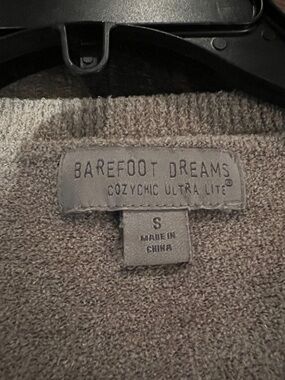 BAREFOOT DREAMS
COZYCHIC ULTRA LITE®
S
MADE IN
CHINA